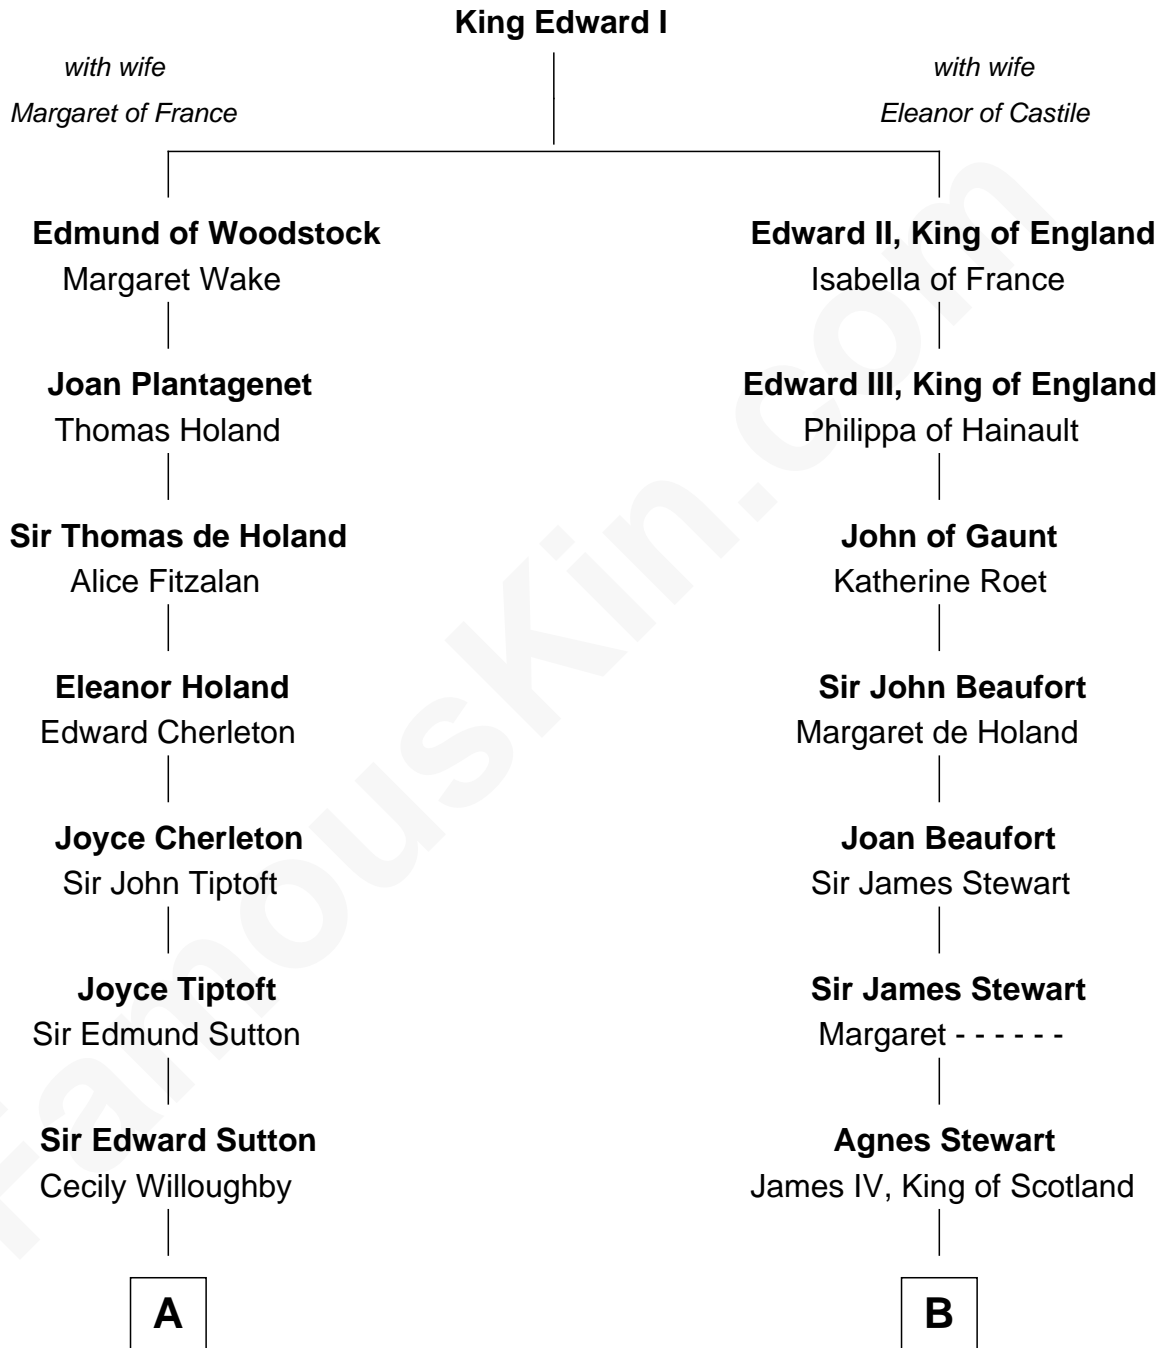 King Edward I
with wife
Margaret of France
with wife
Eleanor of Castile
Edmund of Woodstock
Margaret Wake
Edward II, King of England
Isabella of France
Joan Plantagenet
Thomas Holand
Edward III, King of England
Philippa of Hainault
Sir Thomas de Holand
Alice Fitzalan
John of Gaunt
Katherine Roet
Eleanor Holand
Edward Cherleton
Sir John Beaufort
Margaret de Holand
Joyce Cherleton
Sir John Tiptoft
Joan Beaufort
Sir James Stewart
Joyce Tiptoft
Sir Edmund Sutton
Sir James Stewart
Margaret - - - - - -
Sir Edward Sutton
Cecily Willoughby
Agnes Stewart
James IV, King of Scotland
A
B
FamousKin.com